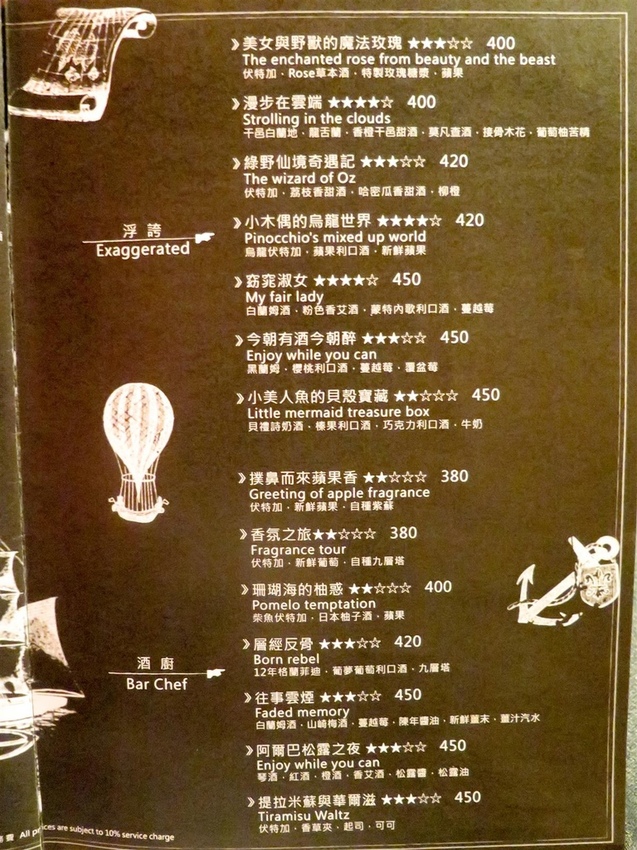 》美女與野獸的魔法玫瑰 ★★★☆☆ 400
The enchanted rose from beauty and the beast
伏特加．Rose草本酒．特製玫瑰糖漿．蘋果
》漫步在雲端 ★★★★☆ 400
Strolling in the clouds
干邑白蘭地．龍舌蘭．香橙干邑甜酒．莫凡查酒．接骨木花．葡萄柚苦精
》綠野仙境奇遇記 ★★★☆☆ 420
The wizard of Oz
伏特加．荔枝香甜酒．哈密瓜香甜酒．柳橙
浮誇
Exaggerated
》小木偶的烏龍世界 ★★★★☆ 420
Pinocchio's mixed up world
烏龍伏特加．蘋果利口酒．新鮮蘋果
》窈窕淑女 ★★★★☆ 450
My fair lady
白蘭姆酒．粉色香艾酒．蒙特內歌利口酒．蔓越莓
》今朝有酒今朝醉 ★★★☆☆ 450
Enjoy while you can
黑蘭姆．櫻桃利口酒．蔓越莓．覆盆莓
》小美人魚的貝殼寶藏 ★★☆☆☆ 450
Little mermaid treasure box
貝禮詩奶酒．榛果利口酒．巧克力利口酒．牛奶
》撲鼻而來蘋果香 ★★☆☆☆ 380
Greeting of apple fragrance
伏特加．新鮮蘋果．自種紫蘇
》香氛之旅★★☆☆☆ 380
Fragrance tour
伏特加．新鮮葡萄．自種九層塔
》珊瑚海的柚惑 ★★☆☆☆ 400
Pomelo temptation
柴魚伏特加．日本柚子酒．蘋果
酒廚
Bar Chef
》層經反骨 ★★★☆☆ 420
Born rebel
12年格蘭菲迪．葡夢葡萄利口酒．九層塔
》往事雲煙 ★★★☆☆ 450
Faded memory
白蘭姆酒．山崎梅酒．蔓越莓．陳年醬油．新鮮薑末．薑汁汽水
》阿爾巴松露之夜 ★★★☆☆ 450
Enjoy while you can
琴酒．紅酒．橙酒．香艾酒．松露醬．松露油
》提拉米蘇與華爾滋 ★★★☆☆ 450
Tiramisu Waltz
伏特加．香草夾．起司．可可
All prices are subject to 10% service charge